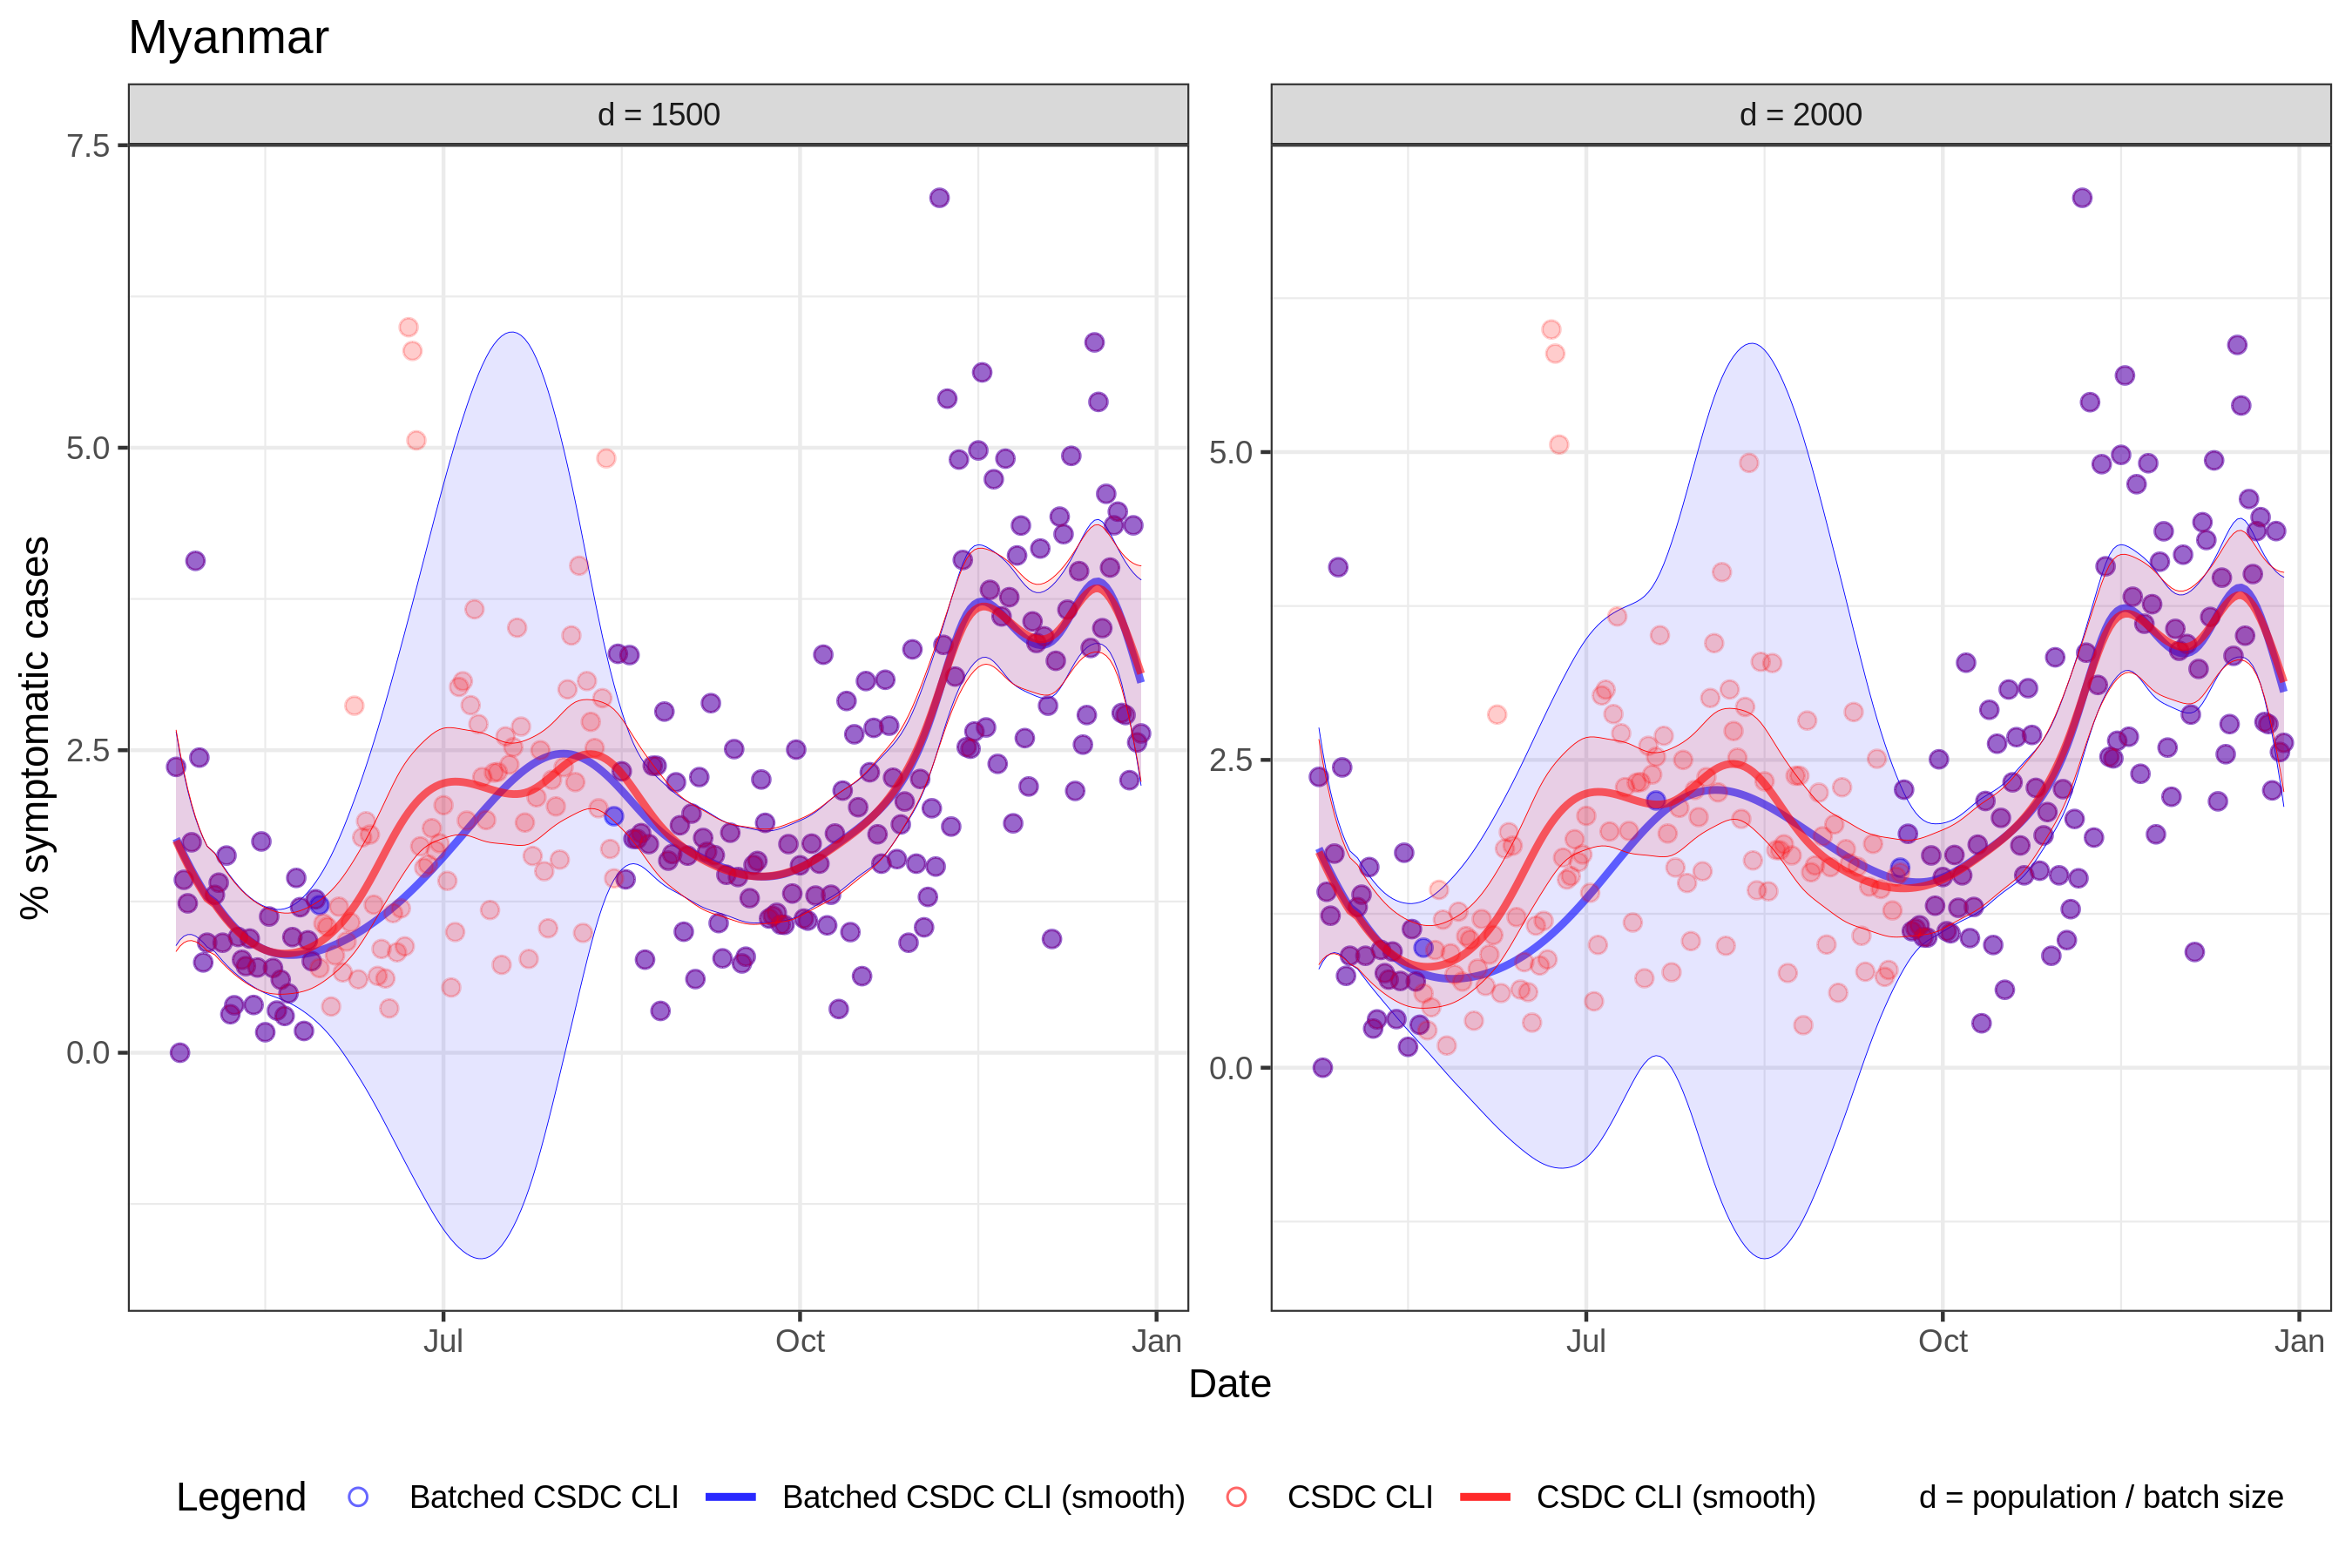 Myanmar
d = 1500
d = 2000
% symptomatic cases
7.5
5.0
2.5
0.0
5.0
2.5
0.0
Jul
Oct
Jan
Jul
Oct
Jan
Date
Legend
Batched CSDC CLI
Batched CSDC CLI (smooth)
CSDC CLI
CSDC CLI (smooth)
d = population / batch size